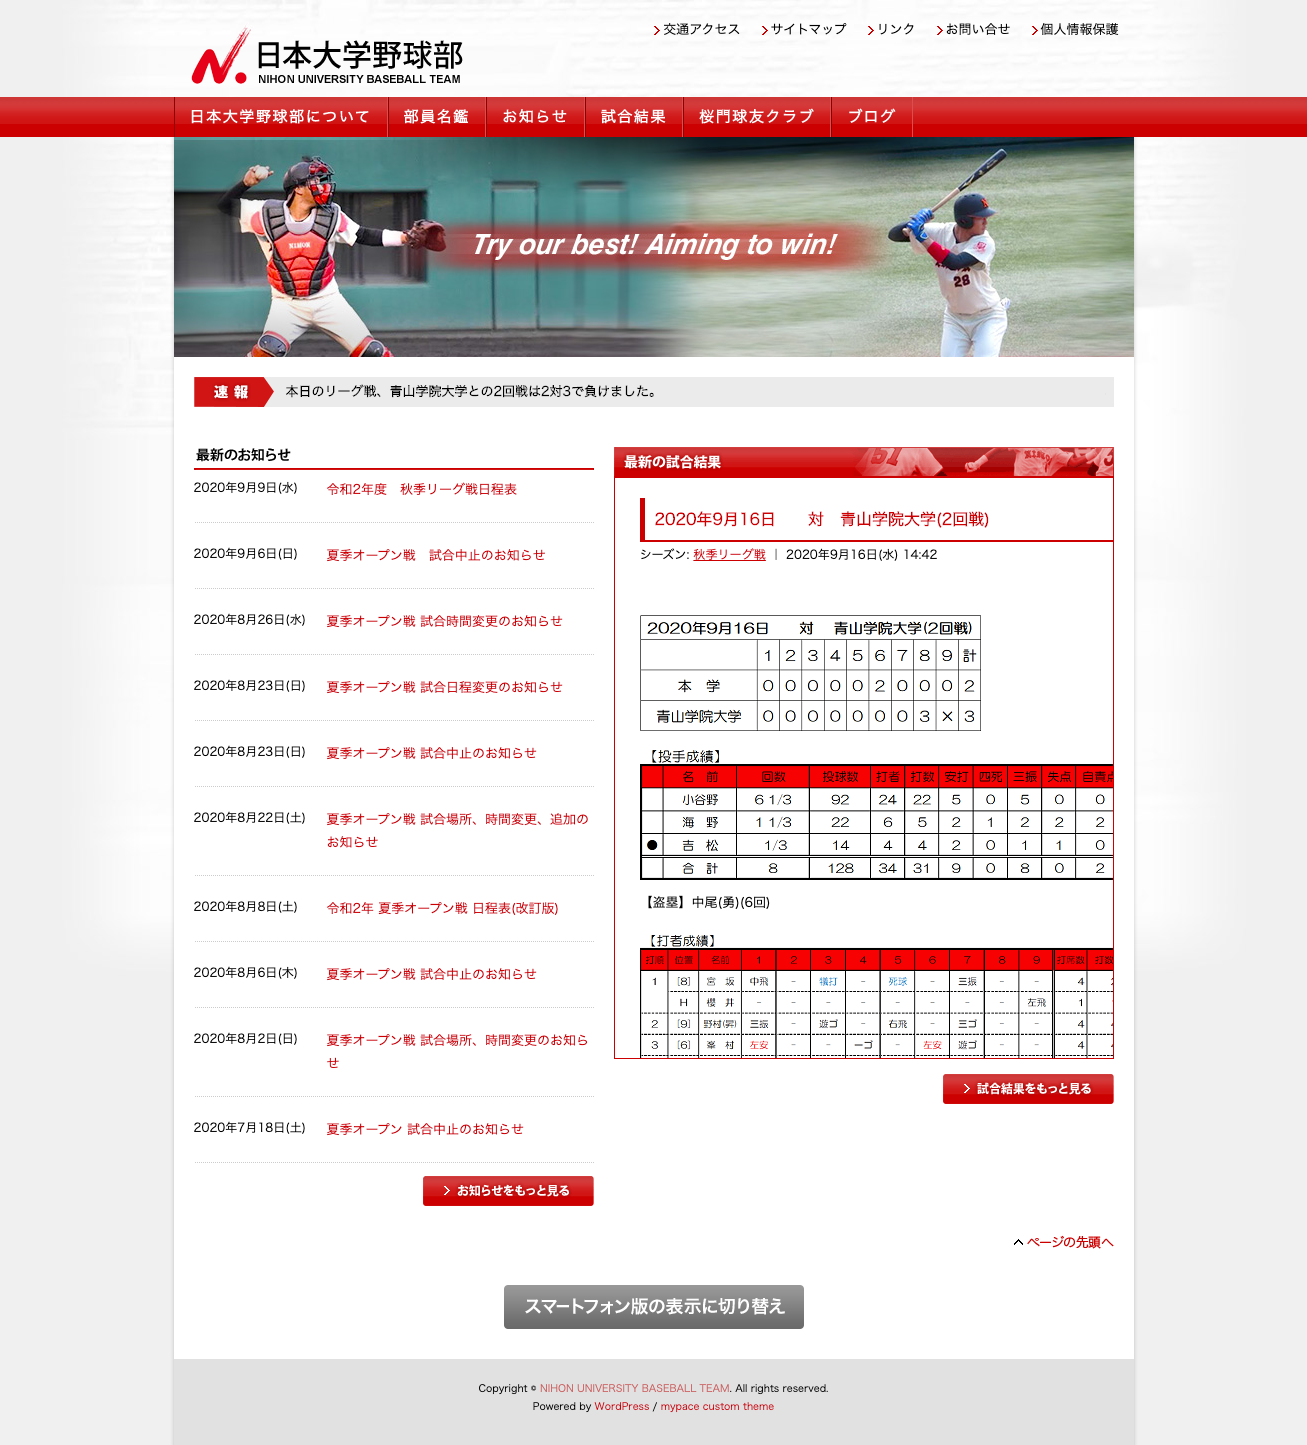 日本大学野球部
NIHON UNIVERSITY BASEBALL TEAM
交通アクセス サイトマップ リンク お問い合せ 個人情報保護
日本大学野球部について 部員名鑑 お知らせ 試合結果 桜門球友クラブ ブログ
NIHON
28
Try our best! Aiming to win!
速報 本日のリーグ戦、青山学院大学との2回戦は2対3で負けました。
最新のお知らせ
2020年9月9日(水) 令和2年度　秋季リーグ戦日程表
2020年9月6日(日) 夏季オープン戦　試合中止のお知らせ
2020年8月26日(水) 夏季オープン戦 試合時間変更のお知らせ
2020年8月23日(日) 夏季オープン戦 試合日程変更のお知らせ
2020年8月23日(日) 夏季オープン戦 試合中止のお知らせ
2020年8月22日(土) 夏季オープン戦 試合場所、時間変更、追加の
お知らせ
2020年8月8日(土) 令和2年 夏季オープン戦 日程表(改訂版)
2020年8月6日(木) 夏季オープン戦 試合中止のお知らせ
2020年8月2日(日) 夏季オープン戦 試合場所、時間変更のお知ら
せ
2020年7月18日(土) 夏季オープン 試合中止のお知らせ
お知らせをもっと見る
最新の試合結果
2020年9月16日　　対　青山学院大学(2回戦)
シーズン: 秋季リーグ戦 ｜ 2020年9月16日(水) 14:42
2020年9月16日　　対　青山学院大学(2回戦)
1 2 3 4 5 6 7 8 9 計
本　学 0 0 0 0 0 2 0 0 0 2
青山学院大学 0 0 0 0 0 0 0 3 × 3
【投手成績】
名　前 回数 投球数 打者 打数 安打 四死 三振 失点 自責点
小谷野 6 1/3 92 24 22 5 0 5 0 0
海　野 1 1/3 22 6 5 2 1 2 2 2
● 吉　松 1/3 14 4 4 2 0 1 1 0
合　計 8 128 34 31 9 0 8 0 2
【盗塁】中尾(勇)(6回)
【打者成績】
打順 位置 名前 1 2 3 4 5 6 7 8 9 打席数 打数
1 [8] 宮　坂 中飛 - 犠打 - 死球 - 三振 - - 4
H 櫻　井 - - - - - - - - 左飛 1
2 [9] 野村(昇) 三振 - 遊ゴ - 右飛 - 三ゴ - - 4
3 [6] 峯　村 左安 - - 一ゴ - 左安 遊ゴ - - 4
試合結果をもっと見る
ページの先頭へ
スマートフォン版の表示に切り替え
Copyright © NIHON UNIVERSITY BASEBALL TEAM. All rights reserved.
Powered by WordPress / mypace custom theme